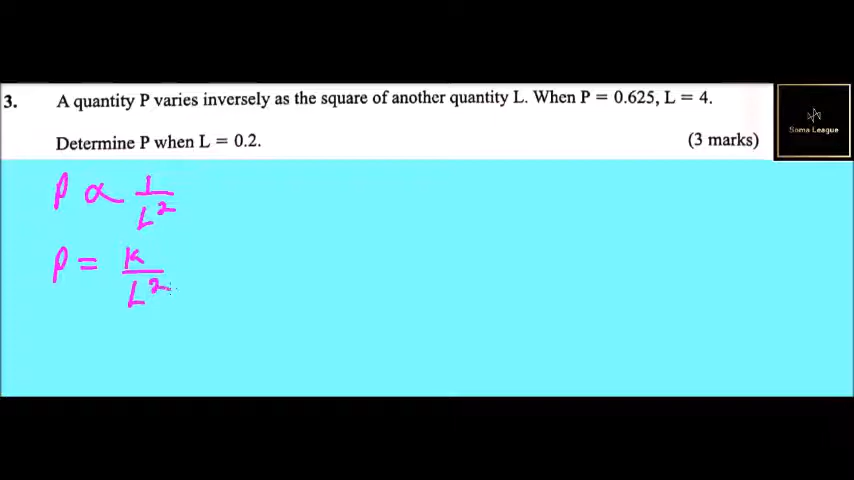 3. A quantity P varies inversely as the square of another quantity L. When P = 0.625, L = 4.
Determine P when L = 0.2. (3 marks)
Soma League
P ∝ 1/L²
P = K/L²